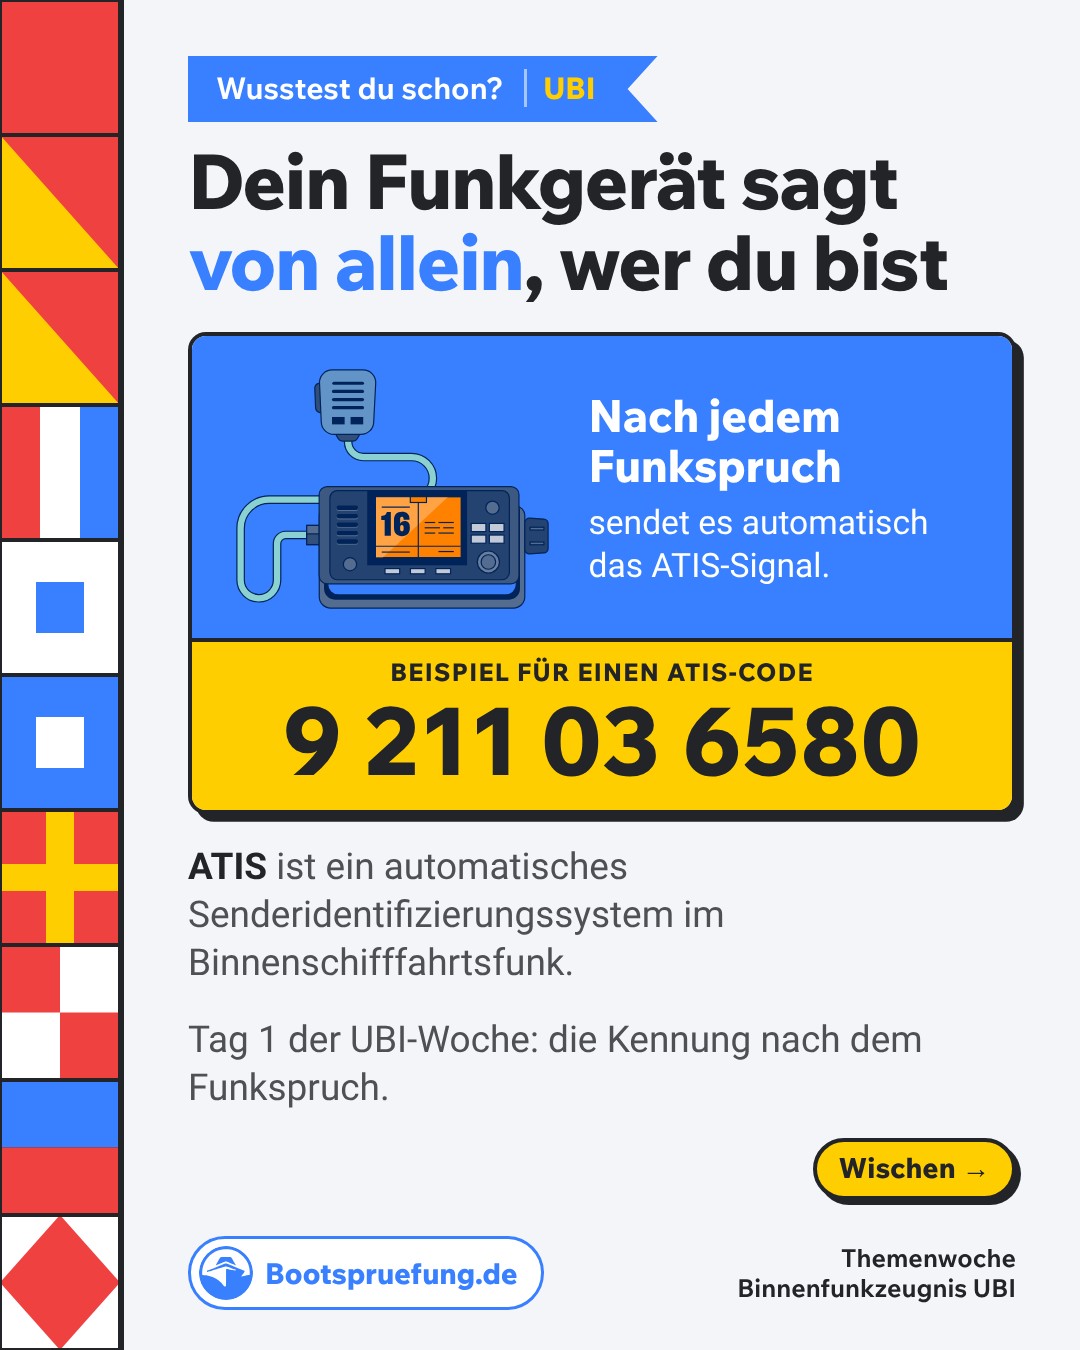 Wusstest du schon? | UBI
Dein Funkgerät sagt
von allein, wer du bist
16
Nach jedem
Funkspruch
sendet es automatisch
das ATIS-Signal.
BEISPIEL FÜR EINEN ATIS-CODE
9 211 03 6580
ATIS ist ein automatisches
Senderidentifizierungssystem im
Binnenschifffahrtsfunk.
Tag 1 der UBI-Woche: die Kennung nach dem
Funkspruch.
Wischen →
Bootspruefung.de
Themenwoche
Binnenfunkzeugnis UBI